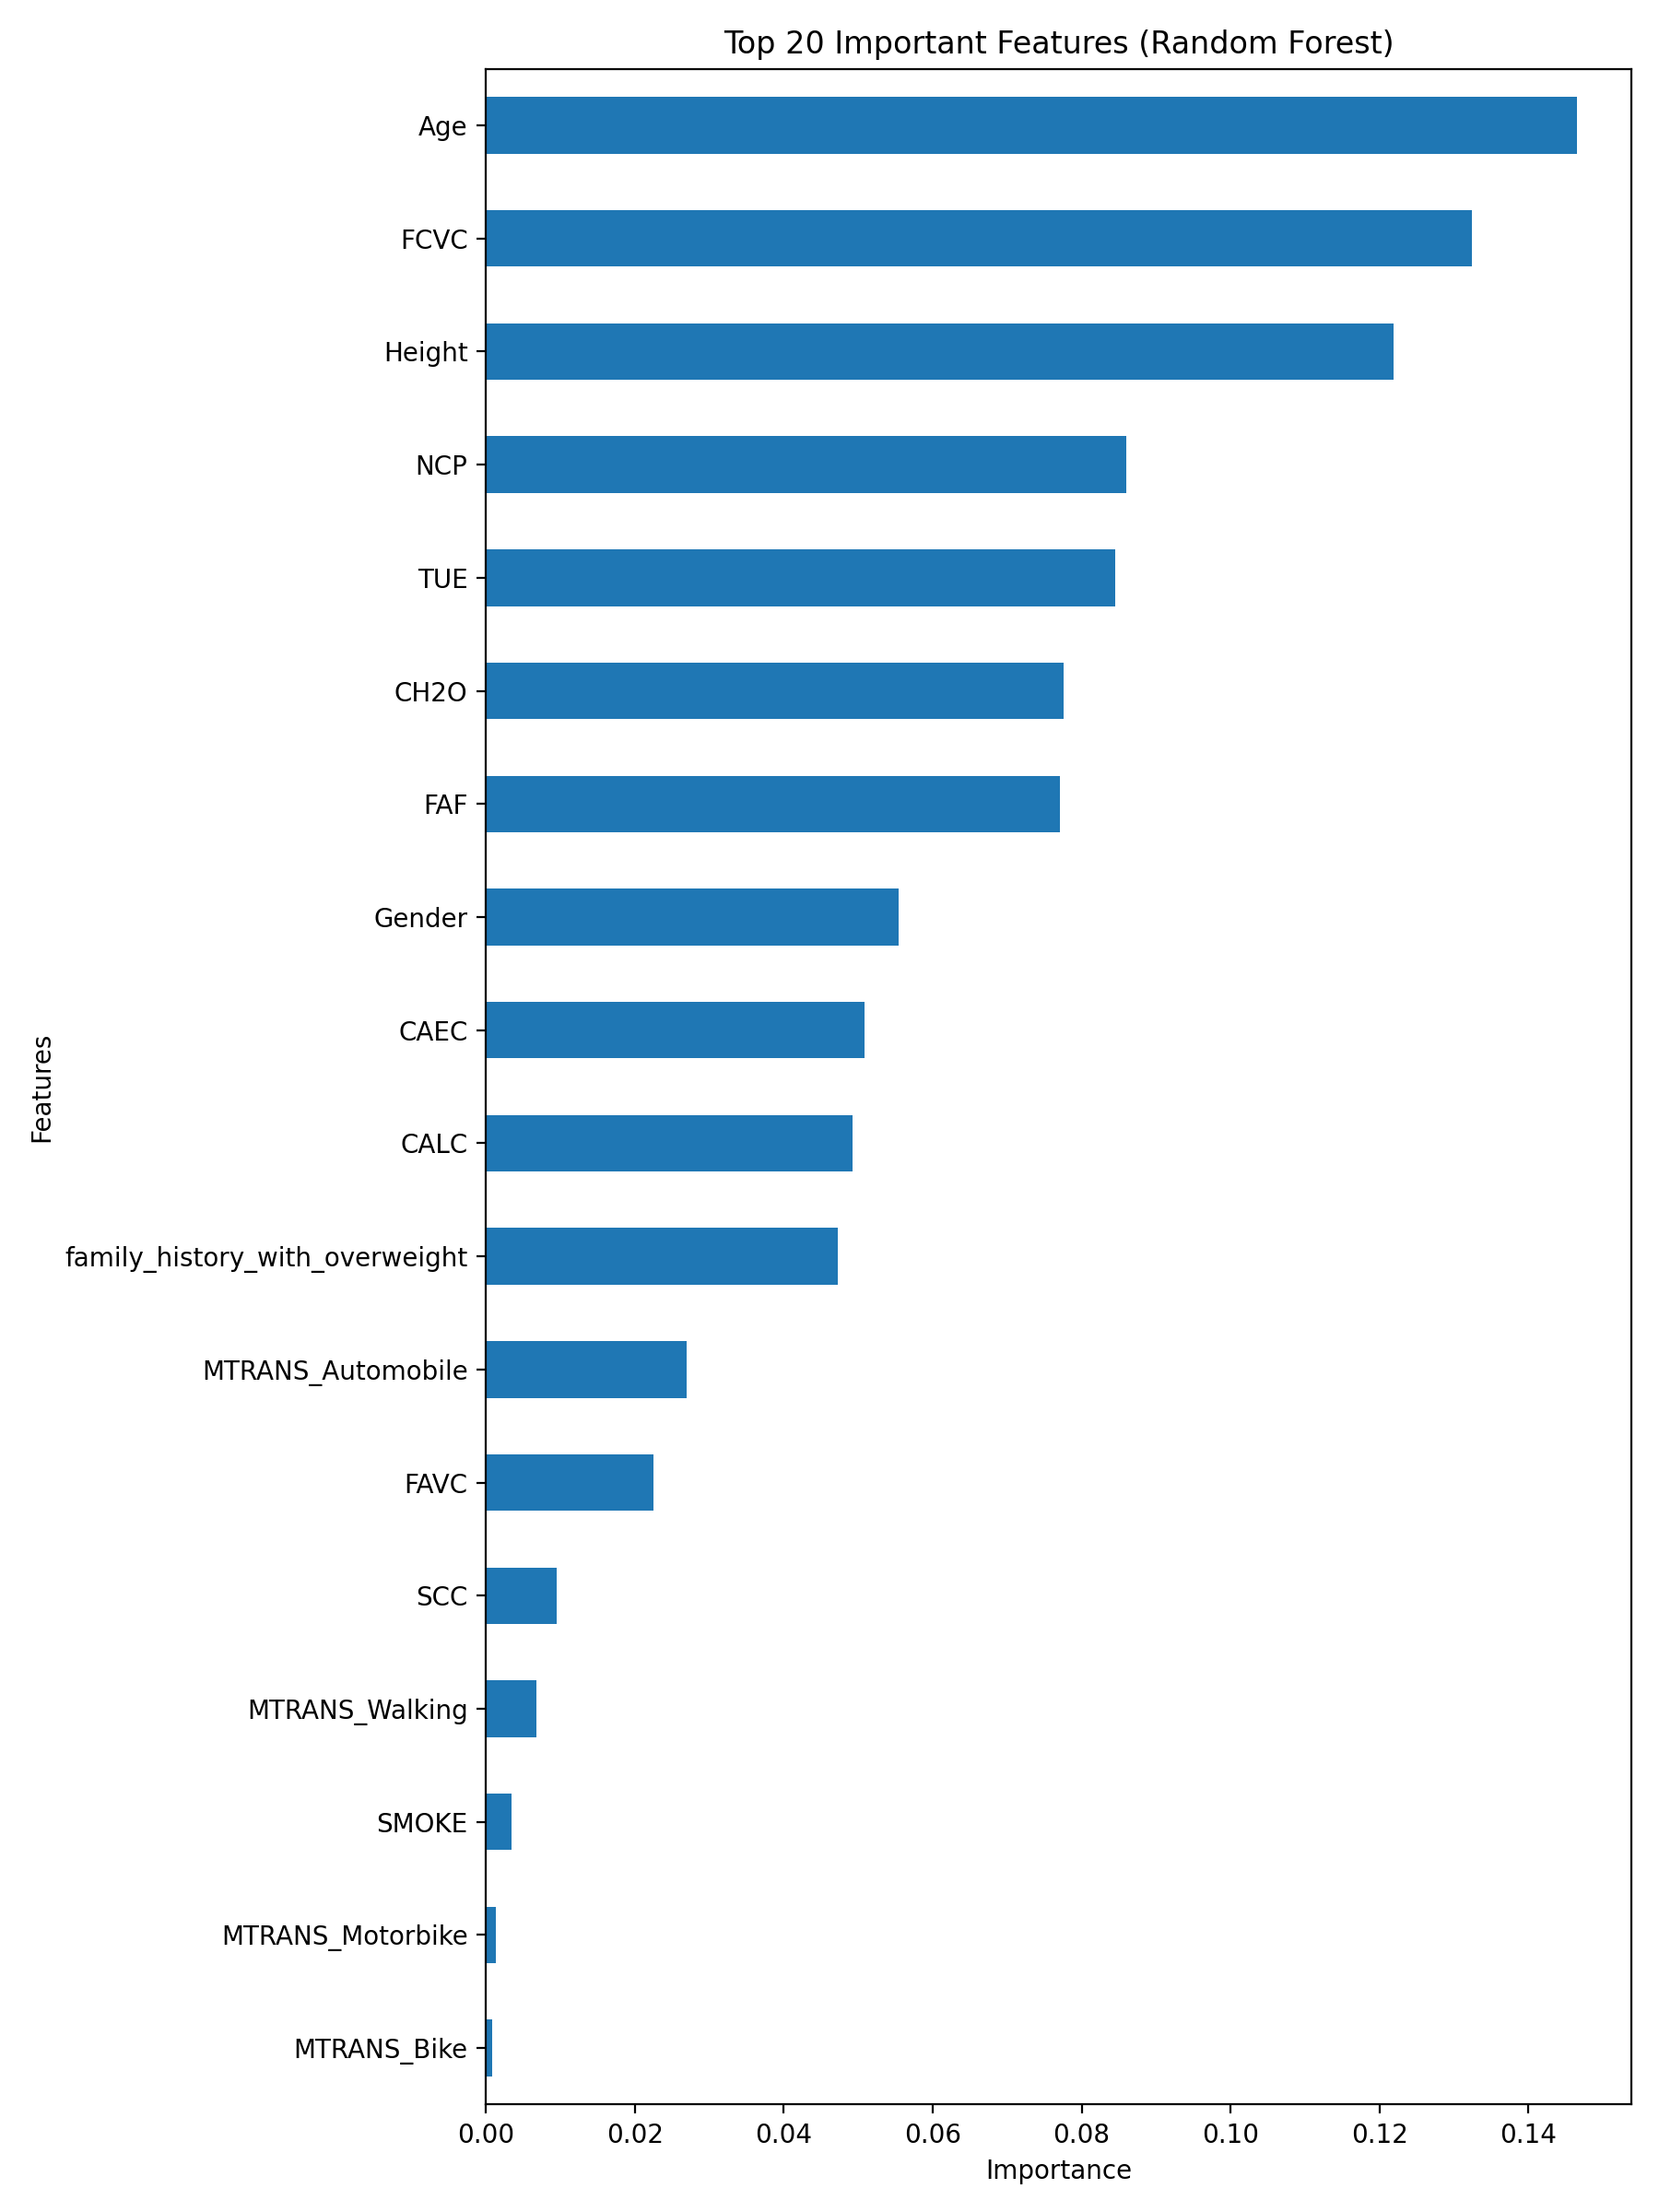 Top 20 Important Features (Random Forest)
Age
FCVC
Height
NCP
TUE
CH2O
FAF
Gender
CAEC
CALC
family_history_with_overweight
MTRANS_Automobile
FAVC
SCC
MTRANS_Walking
SMOKE
MTRANS_Motorbike
MTRANS_Bike
Features
0.00 0.02 0.04 0.06 0.08 0.10 0.12 0.14
Importance